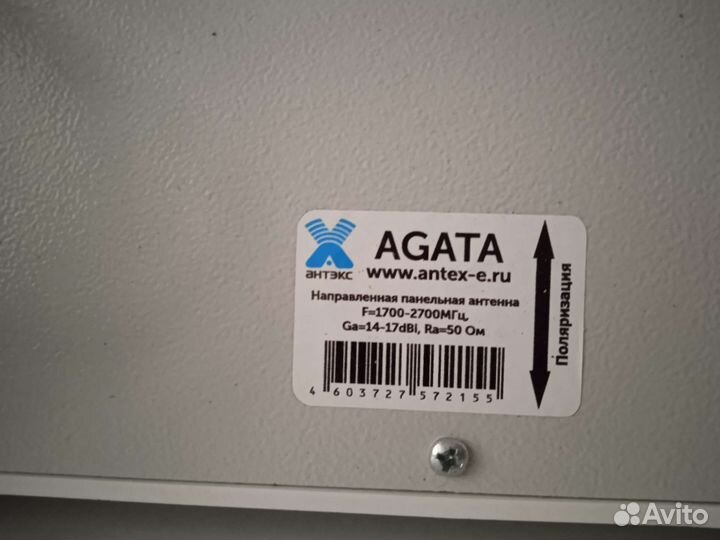 АНТЭКС
AGATA
www.antex-e.ru
Направленная панельная антенна
F=1700-2700МГц,
Ga=14-17dBi, Ra=50 Ом
4 603727 572155
Поляризация
Avito